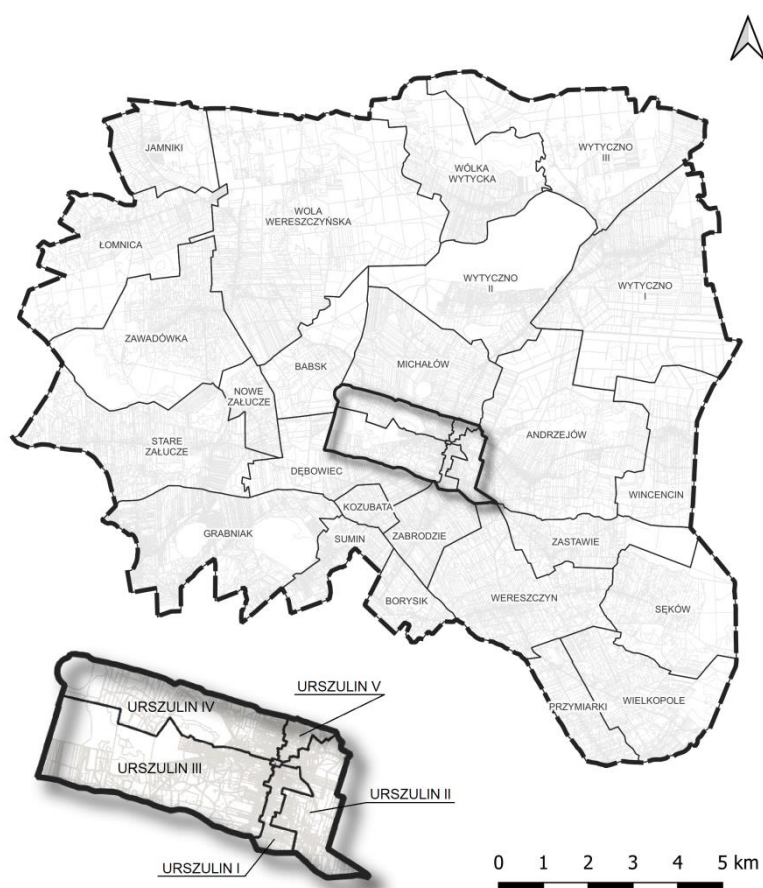 JAMNIKI
WÓLKA
WYTYCKA
WYTYCZNO
III
WOLA
WERESZCZYŃSKA
ŁOMNICA
WYTYCZNO
II
WYTYCZNO
I
ZAWADÓWKA
BABSK
MICHAŁÓW
NOWE
ZAŁUCZE
STARE
ZAŁUCZE
ANDRZEJÓW
DĘBOWIEC
WINCENCIN
KOZUBATA
GRABNIAK
SUMIN
ZABRODZIE
ZASTAWIE
BORYSIK
WERESZCZYN
SĘKÓW
PRZYMIARKI
WIELKOPOLE
URSZULIN V
URSZULIN IV
URSZULIN III
URSZULIN II
URSZULIN I
0 1 2 3 4 5 km